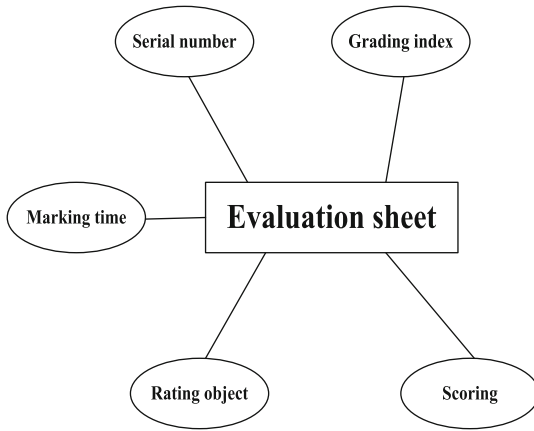 Serial number
Grading index
Marking time
Evaluation sheet
Rating object
Scoring